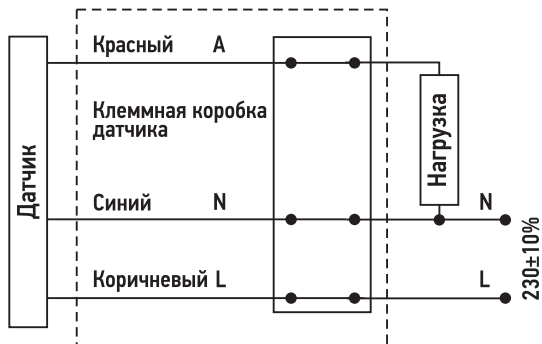 Красный A
Клеммная коробка
датчика
Датчик
Нагрузка
Синий N
N
Коричневый L
L
230±10%